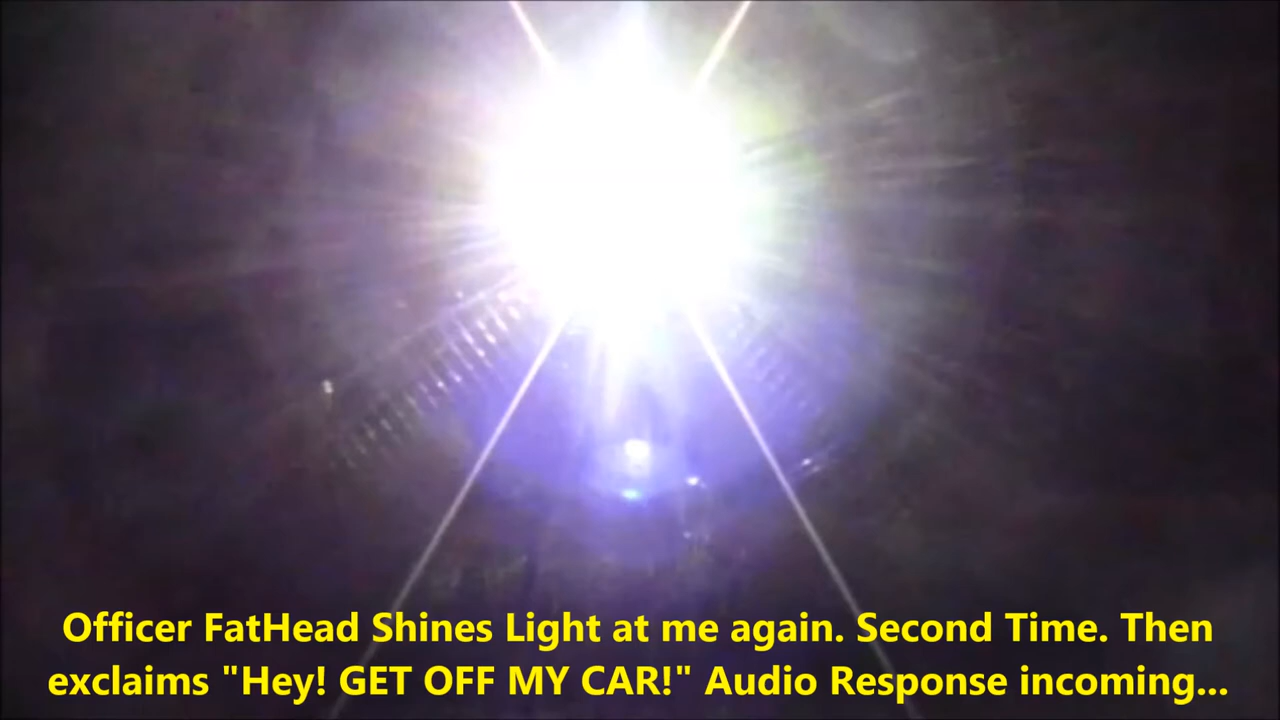 Officer FatHead Shines Light at me again. Second Time. Then
exclaims "Hey! GET OFF MY CAR!" Audio Response incoming...